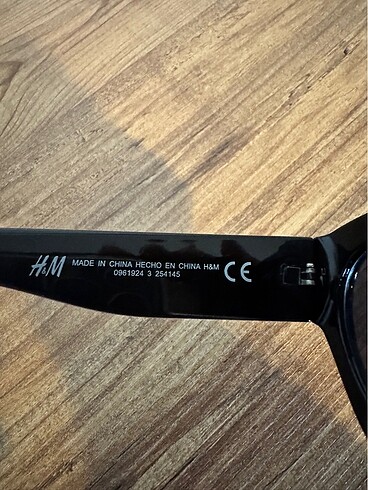 H&M MADE IN CHINA HECHO EN CHINA H&M CE
0961924 3 254145